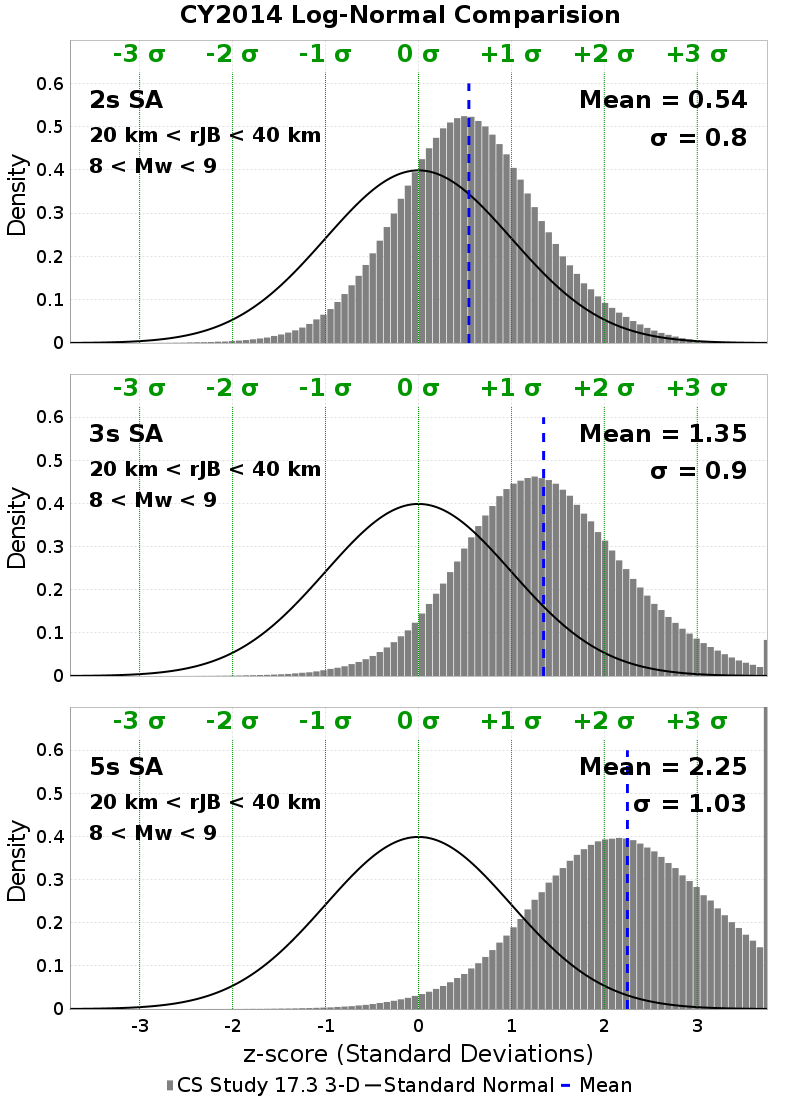 CY2014 Log-Normal Comparision
-3 σ -2 σ -1 σ 0 σ +1 σ +2 σ +3 σ
2s SA
20 km < rJB < 40 km
8 < Mw < 9
Mean = 0.54
σ = 0.8
0.6
0.5
0.4
0.3
0.2
0.1
0
Density
-3 σ -2 σ -1 σ 0 σ +1 σ +2 σ +3 σ
3s SA
20 km < rJB < 40 km
8 < Mw < 9
Mean = 1.35
σ = 0.9
0.6
0.5
0.4
0.3
0.2
0.1
0
Density
-3 σ -2 σ -1 σ 0 σ +1 σ +2 σ +3 σ
5s SA
20 km < rJB < 40 km
8 < Mw < 9
Mean = 2.25
σ = 1.03
0.6
0.5
0.4
0.3
0.2
0.1
0
Density
-3 -2 -1 0 1 2 3
z-score (Standard Deviations)
CS Study 17.3 3-D Standard Normal Mean